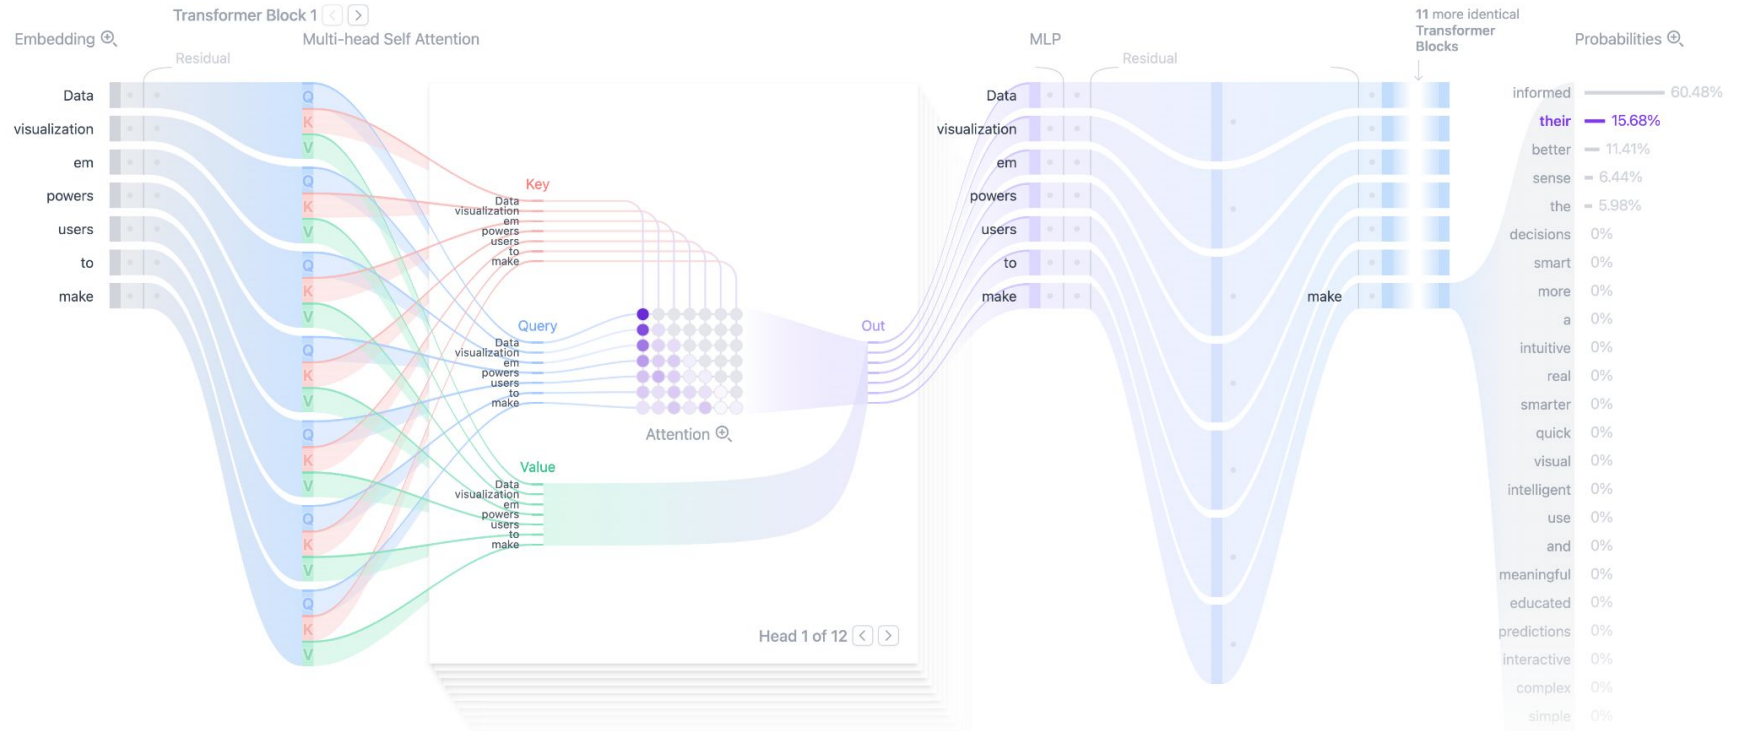 Transformer Block 1
Embedding
Residual
Multi-head Self Attention
MLP
Residual
11 more identical
Transformer
Blocks
Probabilities
Data
visualization
em
powers
users
to
make
Q
K
V
Q
K
V
Q
K
V
Q
K
V
Q
K
V
Q
K
V
Q
K
V
Key
Data
visualization
em
powers
users
to
make
Query
Data
visualization
em
powers
users
to
make
Attention
Value
Data
visualization
em
powers
users
to
make
Out
Head 1 of 12
Data
visualization
em
powers
users
to
make
make
informed 60.48%
their 15.68%
better 11.41%
sense 6.44%
the 5.98%
decisions 0%
smart 0%
more 0%
a 0%
intuitive 0%
real 0%
smarter 0%
quick 0%
visual 0%
intelligent 0%
use 0%
and 0%
meaningful 0%
educated 0%
predictions 0%
interactive 0%
complex 0%
simple 0%